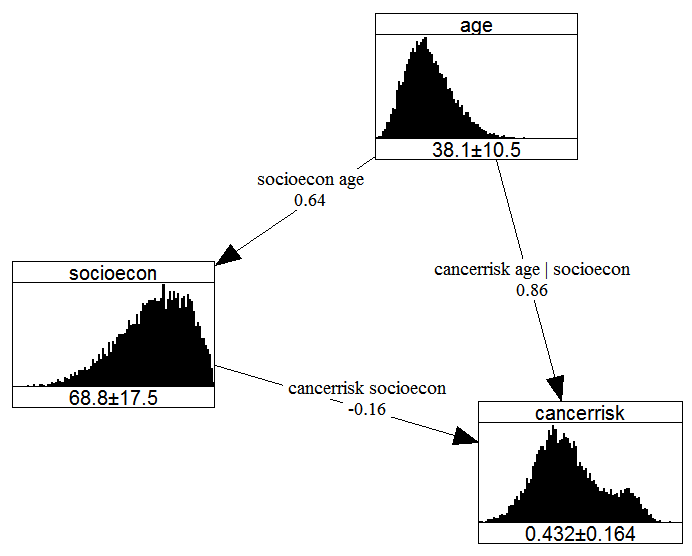 age
38.1±10.5
socioecon age
0.64
socioecon
68.8±17.5
cancerrisk age | socioecon
0.86
cancerrisk socioecon
-0.16
cancerrisk
0.432±0.164